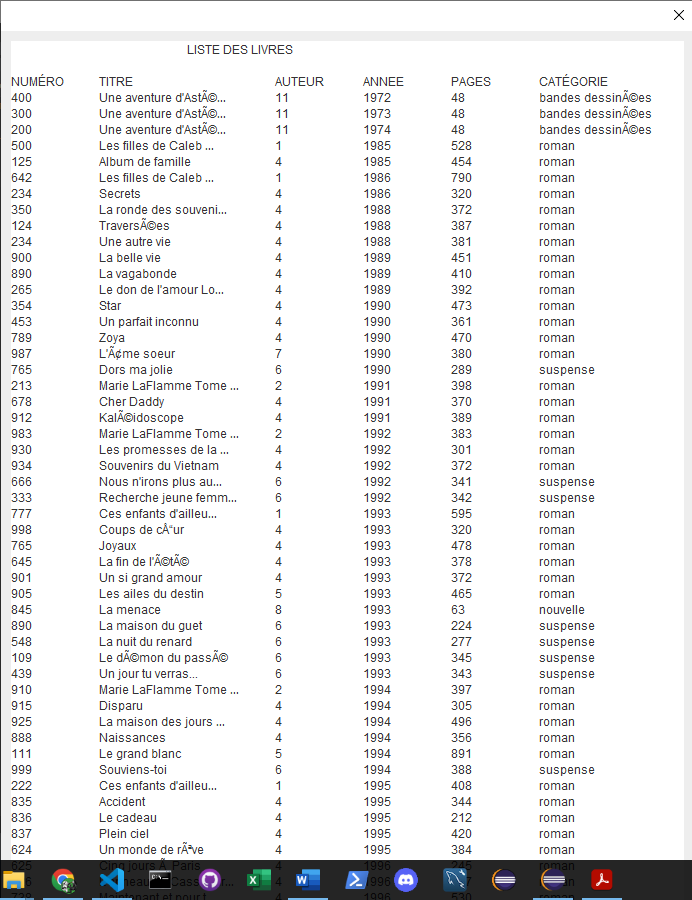 LISTE DES LIVRES
NUMÉRO TITRE AUTEUR ANNEE PAGES CATÉGORIE
400 Une aventure d'AstÃ©... 11 1972 48 bandes dessinÃ©es
300 Une aventure d'AstÃ©... 11 1973 48 bandes dessinÃ©es
200 Une aventure d'AstÃ©... 11 1974 48 bandes dessinÃ©es
500 Les filles de Caleb ... 1 1985 528 roman
125 Album de famille 4 1985 454 roman
642 Les filles de Caleb ... 1 1986 790 roman
234 Secrets 4 1986 320 roman
350 La ronde des souveni... 4 1988 372 roman
124 TraversÃ©es 4 1988 387 roman
234 Une autre vie 4 1988 381 roman
900 La belle vie 4 1989 451 roman
890 La vagabonde 4 1989 410 roman
265 Le don de l'amour Lo... 4 1989 392 roman
354 Star 4 1990 473 roman
453 Un parfait inconnu 4 1990 361 roman
789 Zoya 4 1990 470 roman
987 L'Ã¢me soeur 7 1990 380 roman
765 Dors ma jolie 6 1990 289 suspense
213 Marie LaFlamme Tome ... 2 1991 398 roman
678 Cher Daddy 4 1991 370 roman
912 KalÃ©idoscope 4 1991 389 roman
983 Marie LaFlamme Tome ... 2 1992 383 roman
930 Les promesses de la ... 4 1992 301 roman
934 Souvenirs du Vietnam 4 1992 372 roman
666 Nous n'irons plus au... 6 1992 341 suspense
333 Recherche jeune femm... 6 1992 342 suspense
777 Ces enfants d'ailleu... 1 1993 595 roman
998 Coups de cÅ“ur 4 1993 320 roman
765 Joyaux 4 1993 478 roman
645 La fin de l'Ã©tÃ© 4 1993 378 roman
901 Un si grand amour 4 1993 372 roman
905 Les ailes du destin 5 1993 465 roman
845 La menace 8 1993 63 nouvelle
890 La maison du guet 6 1993 224 suspense
548 La nuit du renard 6 1993 277 suspense
109 Le dÃ©mon du passÃ© 6 1993 345 suspense
439 Un jour tu verras... 6 1993 343 suspense
910 Marie LaFlamme Tome ... 2 1994 397 roman
915 Disparu 4 1994 305 roman
925 La maison des jours ... 4 1994 496 roman
888 Naissances 4 1994 356 roman
111 Le grand blanc 5 1994 891 roman
999 Souviens-toi 6 1994 388 suspense
222 Ces enfants d'ailleu... 1 1995 408 roman
835 Accident 4 1995 344 roman
836 Le cadeau 4 1995 212 roman
837 Plein ciel 4 1995 420 roman
624 Un monde de rÃªve 4 1995 384 roman
625 Cinq jours Ã Paris 4 1996 245 roman